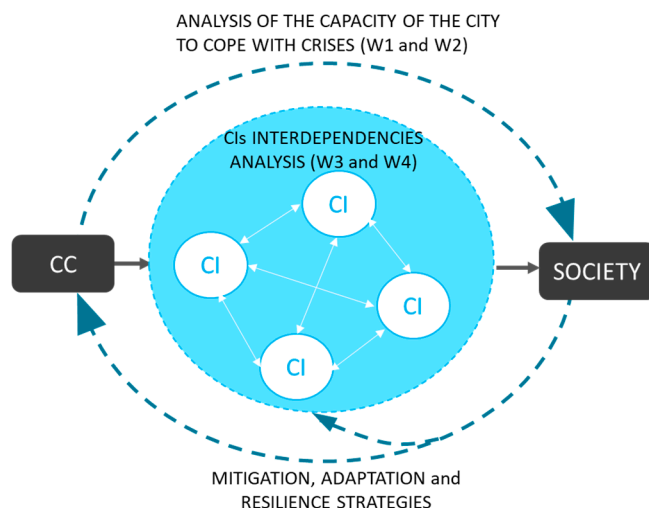 ANALYSIS OF THE CAPACITY OF THE CITY
TO COPE WITH CRISES (W1 and W2)
CIs INTERDEPENDENCIES
ANALYSIS (W3 and W4)
CI
CC
CI
SOCIETY
CI
CI
MITIGATION, ADAPTATION and
RESILIENCE STRATEGIES